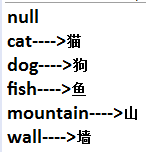 null
cat---->猫
dog---->狗
fish---->鱼
mountain---->山
wall---->墙